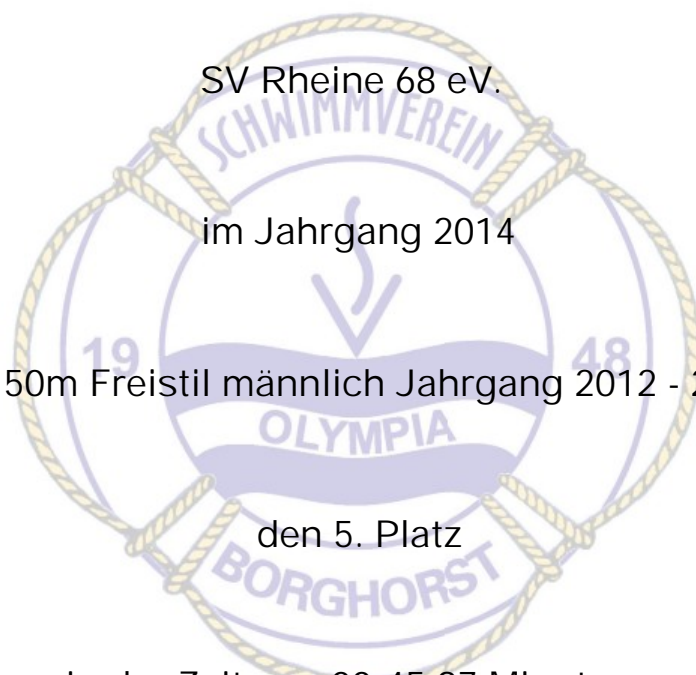 SV Rheine 68 eV.
SCHWIMMVEREIN
im Jahrgang 2014
19 48
50m Freistil männlich Jahrgang 2012 -
OLYMPIA
den 5. Platz
BORGHORST